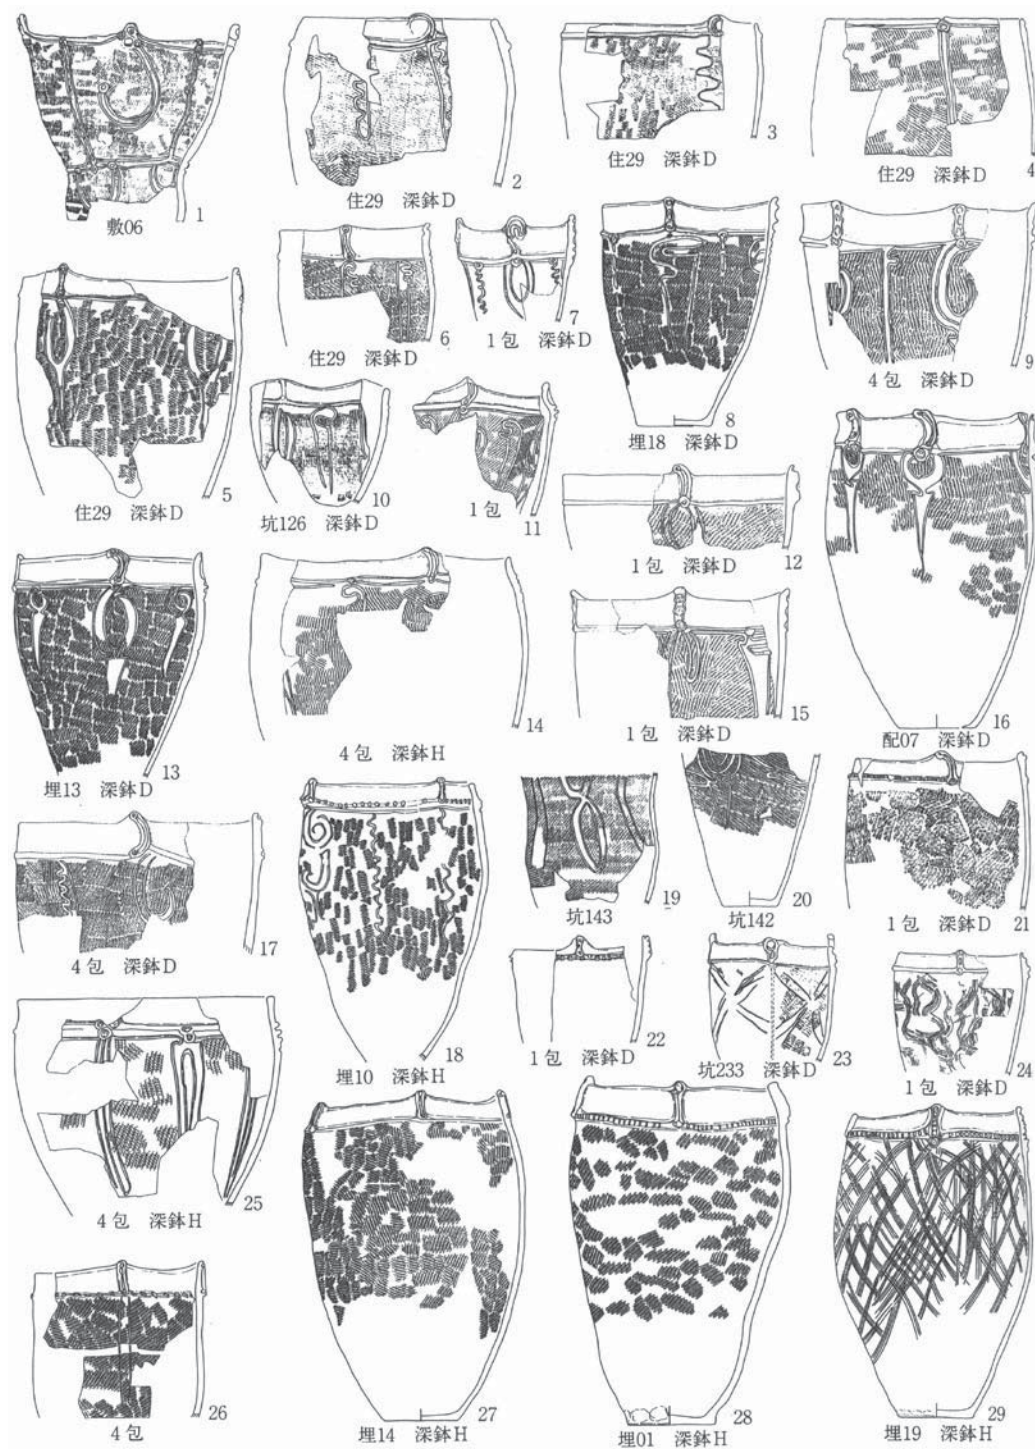 1
敷06
2
住29 深鉢D
3
住29 深鉢D
4
住29 深鉢D
5
住29 深鉢D
6
住29 深鉢D
7
1包 深鉢D
8
埋18 深鉢D
9
4包 深鉢D
10
坑126 深鉢D
11
1包
12
1包 深鉢D
13
埋13 深鉢D
14
4包 深鉢H
15
1包 深鉢D
16
配07 深鉢D
17
4包 深鉢D
18
埋10 深鉢H
19
坑143
20
坑142
21
1包 深鉢D
22
1包 深鉢D
23
坑233 深鉢D
24
1包 深鉢D
25
4包 深鉢H
26
4包
27
埋14 深鉢H
28
埋01 深鉢H
29
埋19 深鉢H